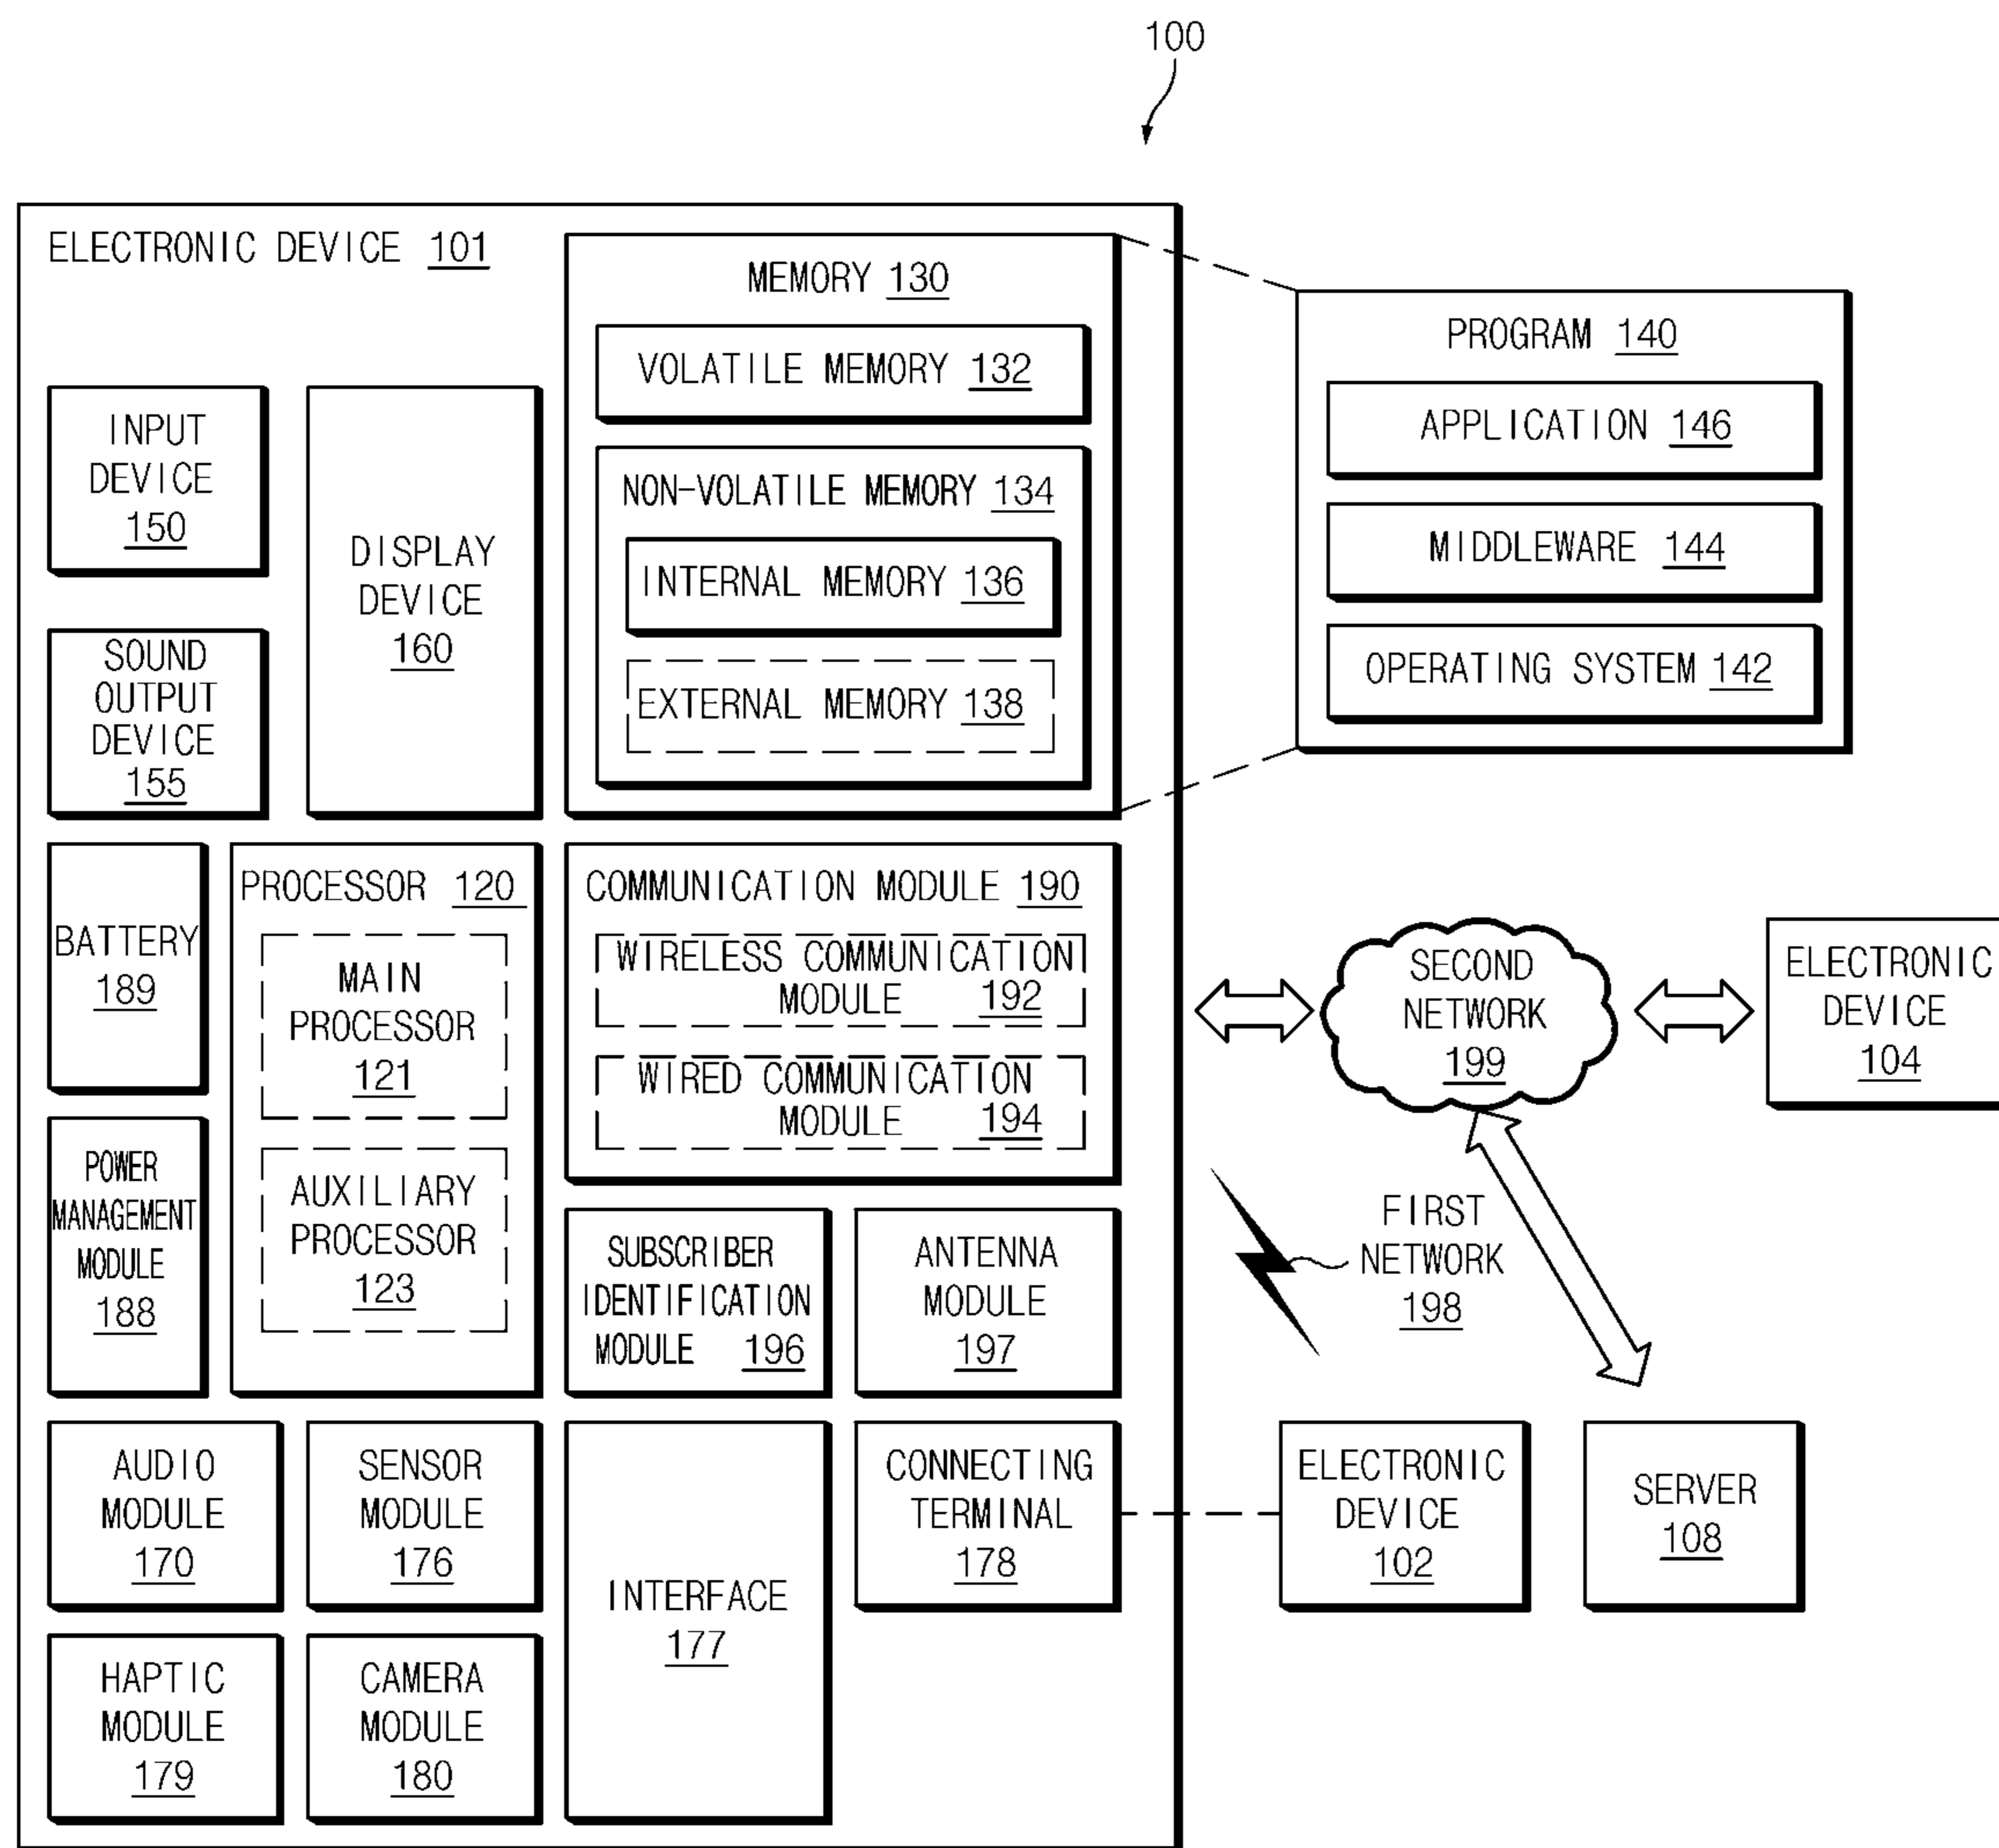 100
ELECTRONIC DEVICE 101
INPUT
DEVICE
150
SOUND
OUTPUT
DEVICE
155
DISPLAY
DEVICE
160
MEMORY 130
VOLATILE MEMORY 132
NON-VOLATILE MEMORY 134
INTERNAL MEMORY 136
EXTERNAL MEMORY 138
PROGRAM 140
APPLICATION 146
MIDDLEWARE 144
OPERATING SYSTEM 142
BATTERY
189
POWER
MANAGEMENT
MODULE
188
PROCESSOR 120
MAIN
PROCESSOR
121
AUXILIARY
PROCESSOR
123
COMMUNICATION MODULE 190
WIRELESS COMMUNICATION
MODULE 192
WIRED COMMUNICATION
MODULE 194
SUBSCRIBER
IDENTIFICATION
MODULE 196
ANTENNA
MODULE
197
SECOND
NETWORK
199
ELECTRONIC
DEVICE
104
FIRST
NETWORK
198
AUDIO
MODULE
170
SENSOR
MODULE
176
INTERFACE
177
CONNECTING
TERMINAL
178
ELECTRONIC
DEVICE
102
SERVER
108
HAPTIC
MODULE
179
CAMERA
MODULE
180